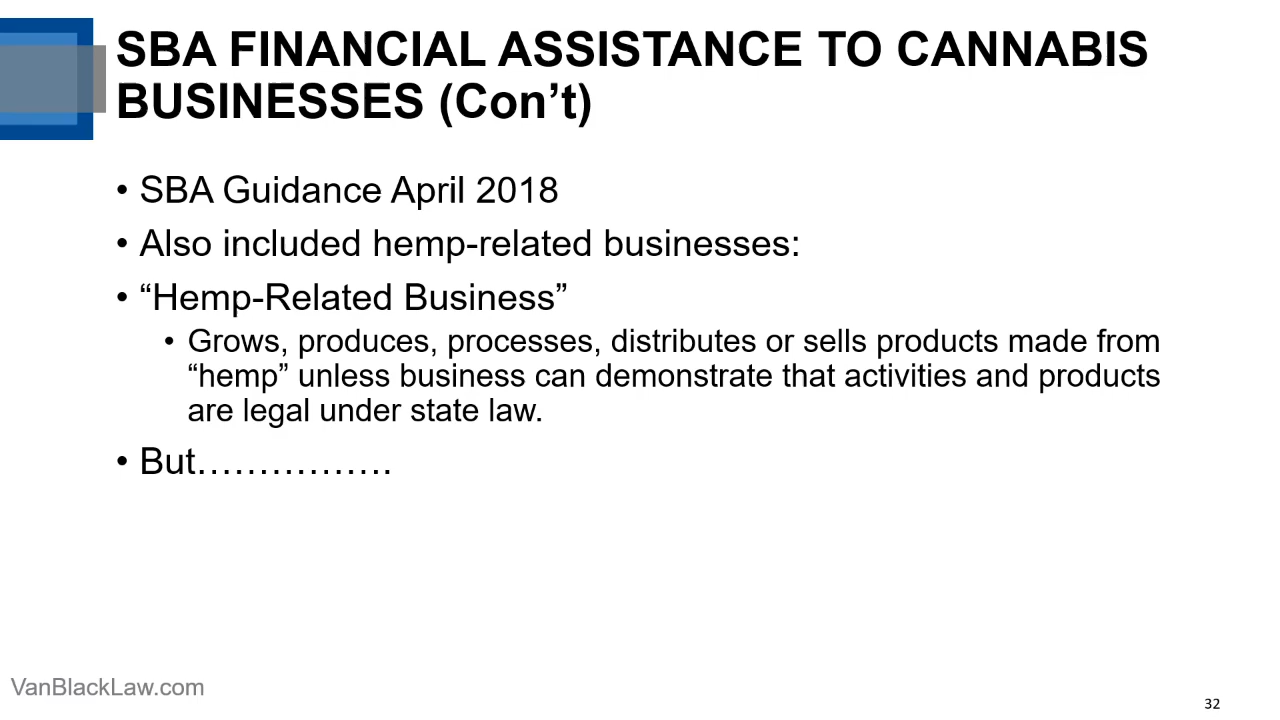 SBA FINANCIAL ASSISTANCE TO CANNABIS
BUSINESSES (Con’t)
• SBA Guidance April 2018
• Also included hemp-related businesses:
• “Hemp-Related Business”
• Grows, produces, processes, distributes or sells products made from
“hemp” unless business can demonstrate that activities and products
are legal under state law.
• But…………….
VanBlackLaw.com
32